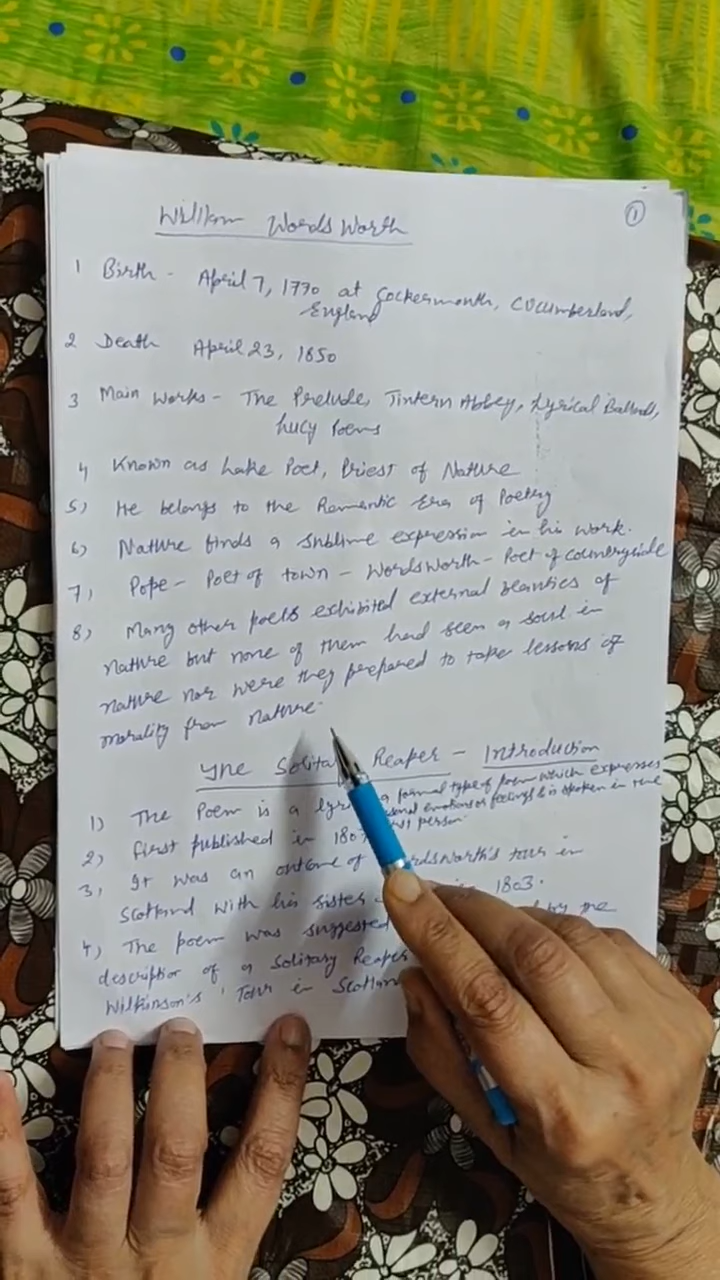 William Wordsworth
1
1 Birth - April 7, 1770 at Cockermonth, Cucumberland,
England
2 Death April 23, 1850
3 Main Works - The Prelude, Tintern Abbey, Lyrical Ballads,
Lucy Poems
4 Known as Lake Poet, Priest of Nature
5) He belongs to the Romantic Era of Poetry
6) Nature finds a sublime expression in his work.
7) Pope - Poet of town - Wordsworth - Poet of countryside
8) Many other poets exhibited external beauties of
nature but none of them had seen a soul in
nature nor were they prepared to take lessons of
morality from nature.
The Solitary Reaper - Introduction
1) The Poem is a a formal type of poem which expresses
emotions or feelings & is spoken in the
person.
2) First published in 1807
3) It was an outcome of Wordsworth's tour in
Scotland with his sister in 1803.
4) The poem was suggested by the
description of a Solitary Reaper
Wilkinson's 'Tour in Scotland